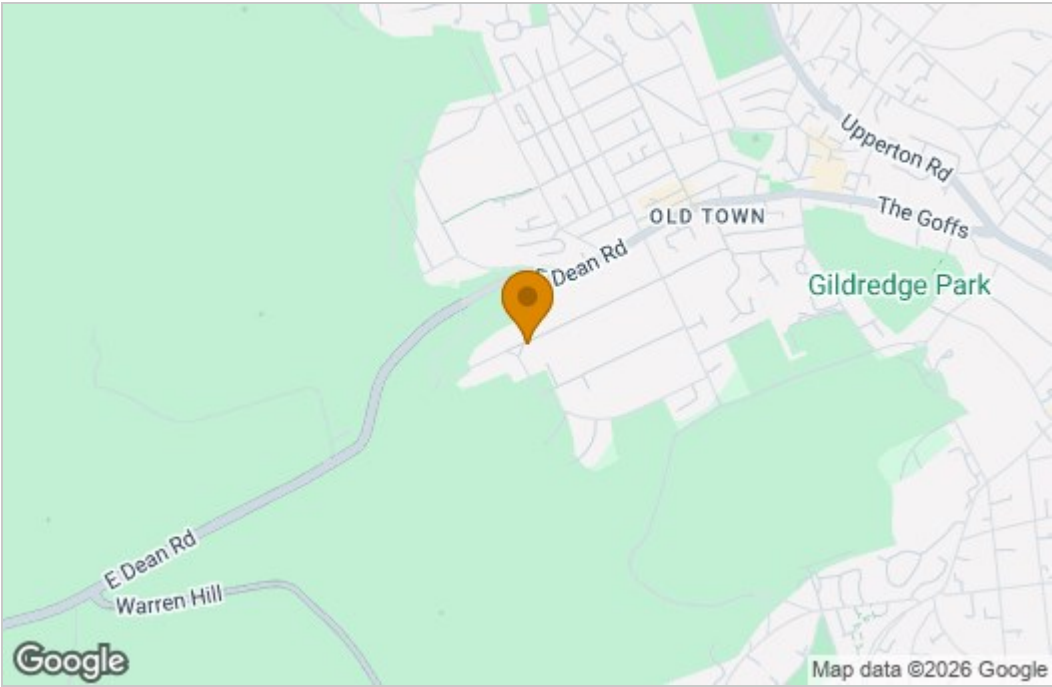 Upperton Rd
OLD TOWN
The Goffs
E Dean Rd
Gildredge Park
E Dean Rd
Warren Hill
Google
Map data ©2026 Google